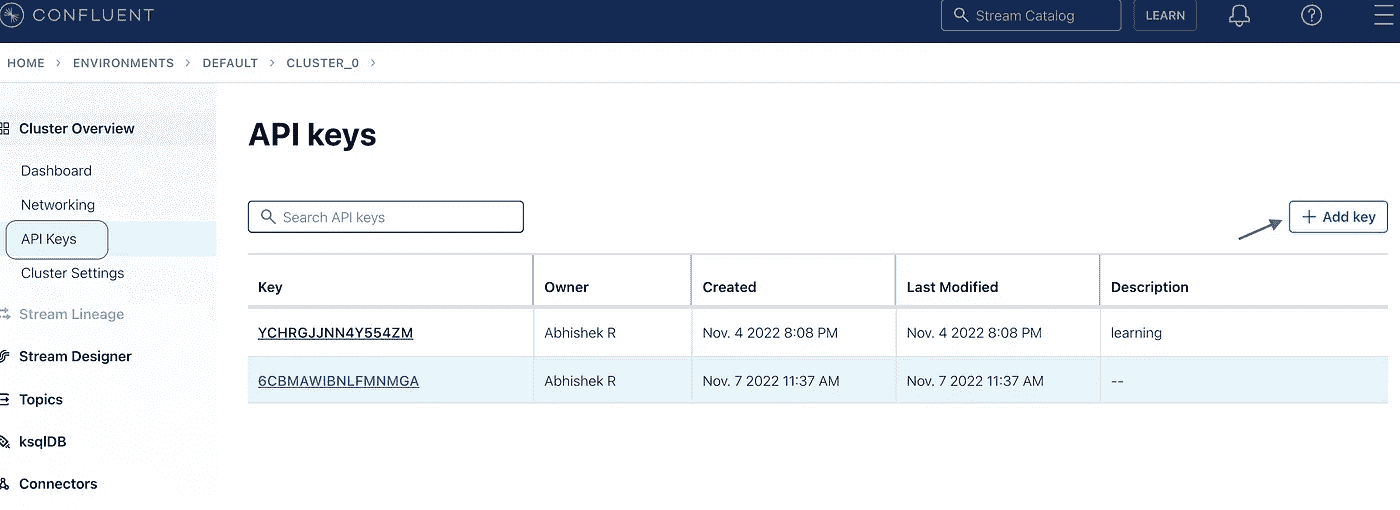 CONFLUENT
Stream Catalog
LEARN
HOME > ENVIRONMENTS > DEFAULT > CLUSTER_0 >
Cluster Overview
Dashboard
Networking
API Keys
Cluster Settings
Stream Lineage
Stream Designer
Topics
ksqlDB
Connectors
API keys
Search API keys
+ Add key
Key Owner Created Last Modified Description
YCHRGJJNN4Y554ZM Abhishek R Nov. 4 2022 8:08 PM Nov. 4 2022 8:08 PM learning
6CBMAWIBNLFMNMGA Abhishek R Nov. 7 2022 11:37 AM Nov. 7 2022 11:37 AM --